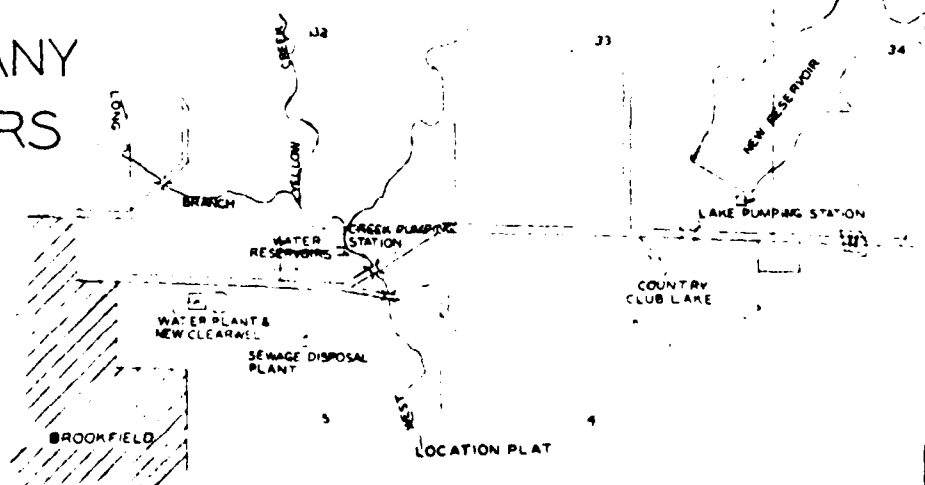 ANY
RS
32
33
34
CREEK
LONG
NEW RESERVOIR
YELLOW
BRANCH
LAKE PUMPING STATION
CREEK PUMPING
STATION
WATER
RESERVOIRS
COUNTRY
CLUB LAKE
WATER PLANT &
NEW CLEARWELL
SEWAGE DISPOSAL
PLANT
WEST
5
4
BROOKFIELD
LOCATION PLAT